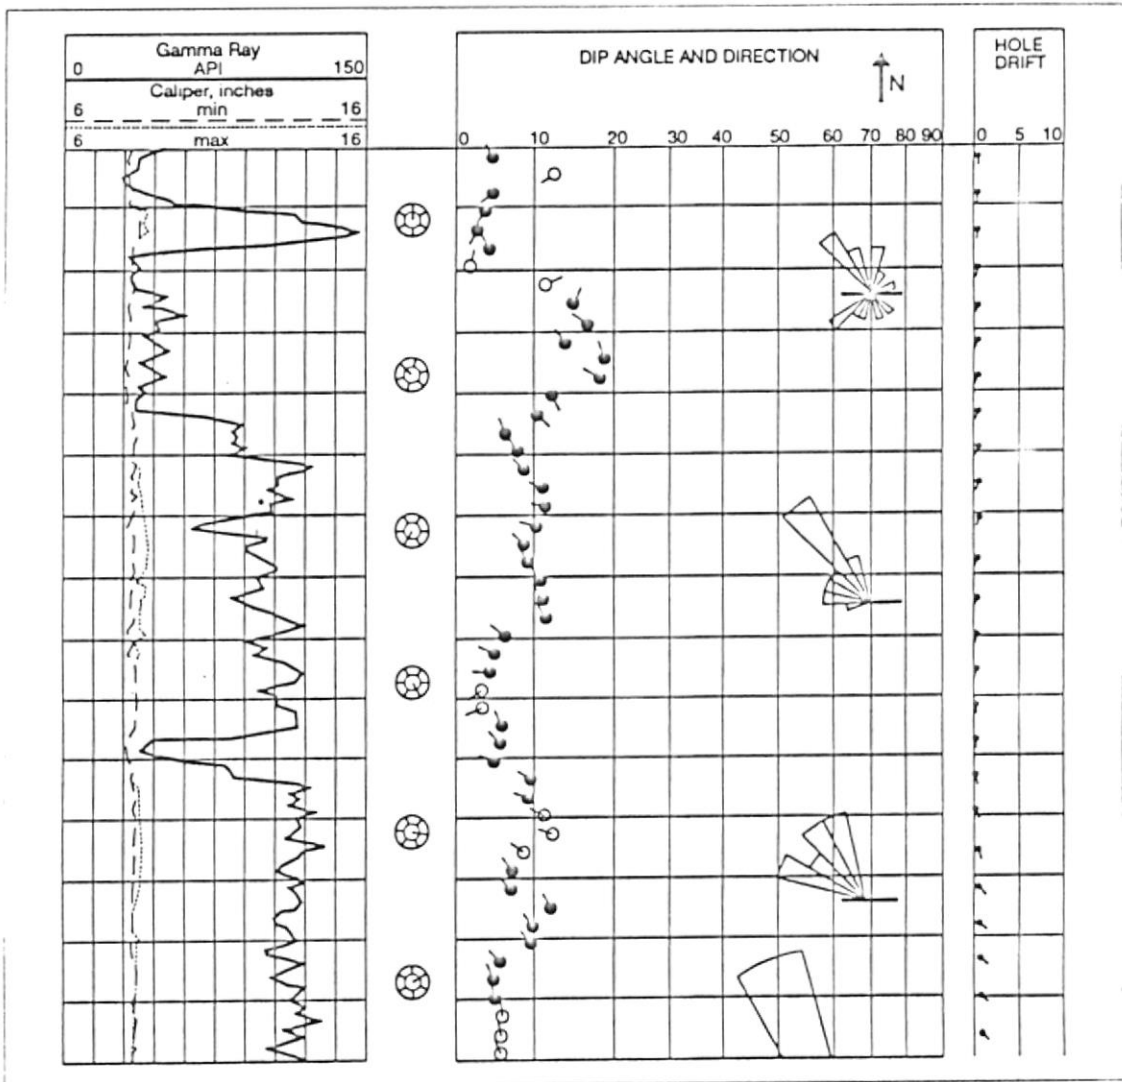 Gamma Ray
0 API 150
Caliper, inches
6 min 16
6 max 16
DIP ANGLE AND DIRECTION
N
0 10 20 30 40 50 60 70 80 90
HOLE
DRIFT
0 5 10